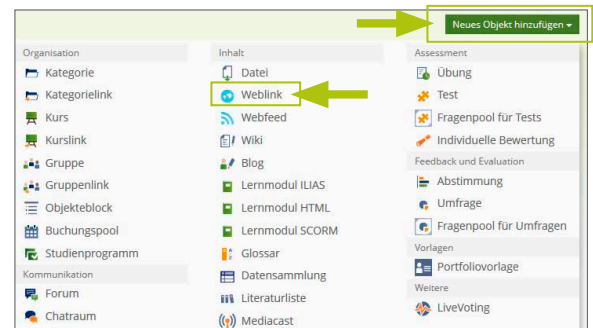 Neues Objekt hinzufügen
Organisation
Kategorie
Kategorielink
Kurs
Kurslink
Gruppe
Gruppenlink
Objekteblock
Buchungspool
Studienprogramm
Kommunikation
Forum
Chatraum
Inhalt
Datei
Weblink
Webfeed
Wiki
Blog
Lernmodul ILIAS
Lernmodul HTML
Lernmodul SCORM
Glossar
Datensammlung
Literaturliste
Mediacast
Assessment
Übung
Test
Fragenpool für Tests
Individuelle Bewertung
Feedback und Evaluation
Abstimmung
Umfrage
Fragenpool für Umfragen
Vorlagen
Portfoliovorlage
Weitere
LiveVoting